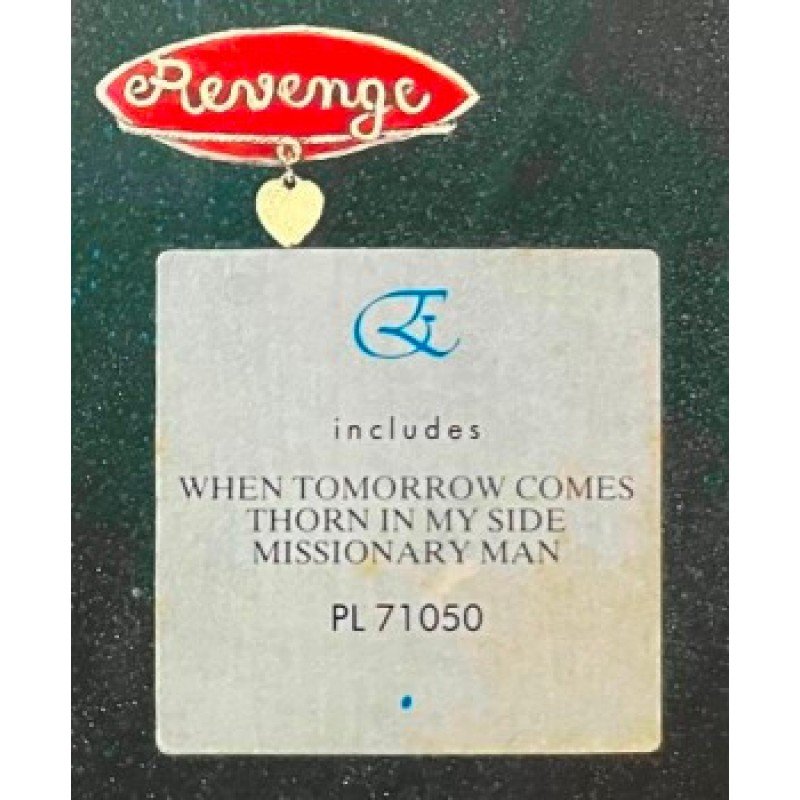 Revenge
includes
WHEN TOMORROW COMES
THORN IN MY SIDE
MISSIONARY MAN
PL 71050